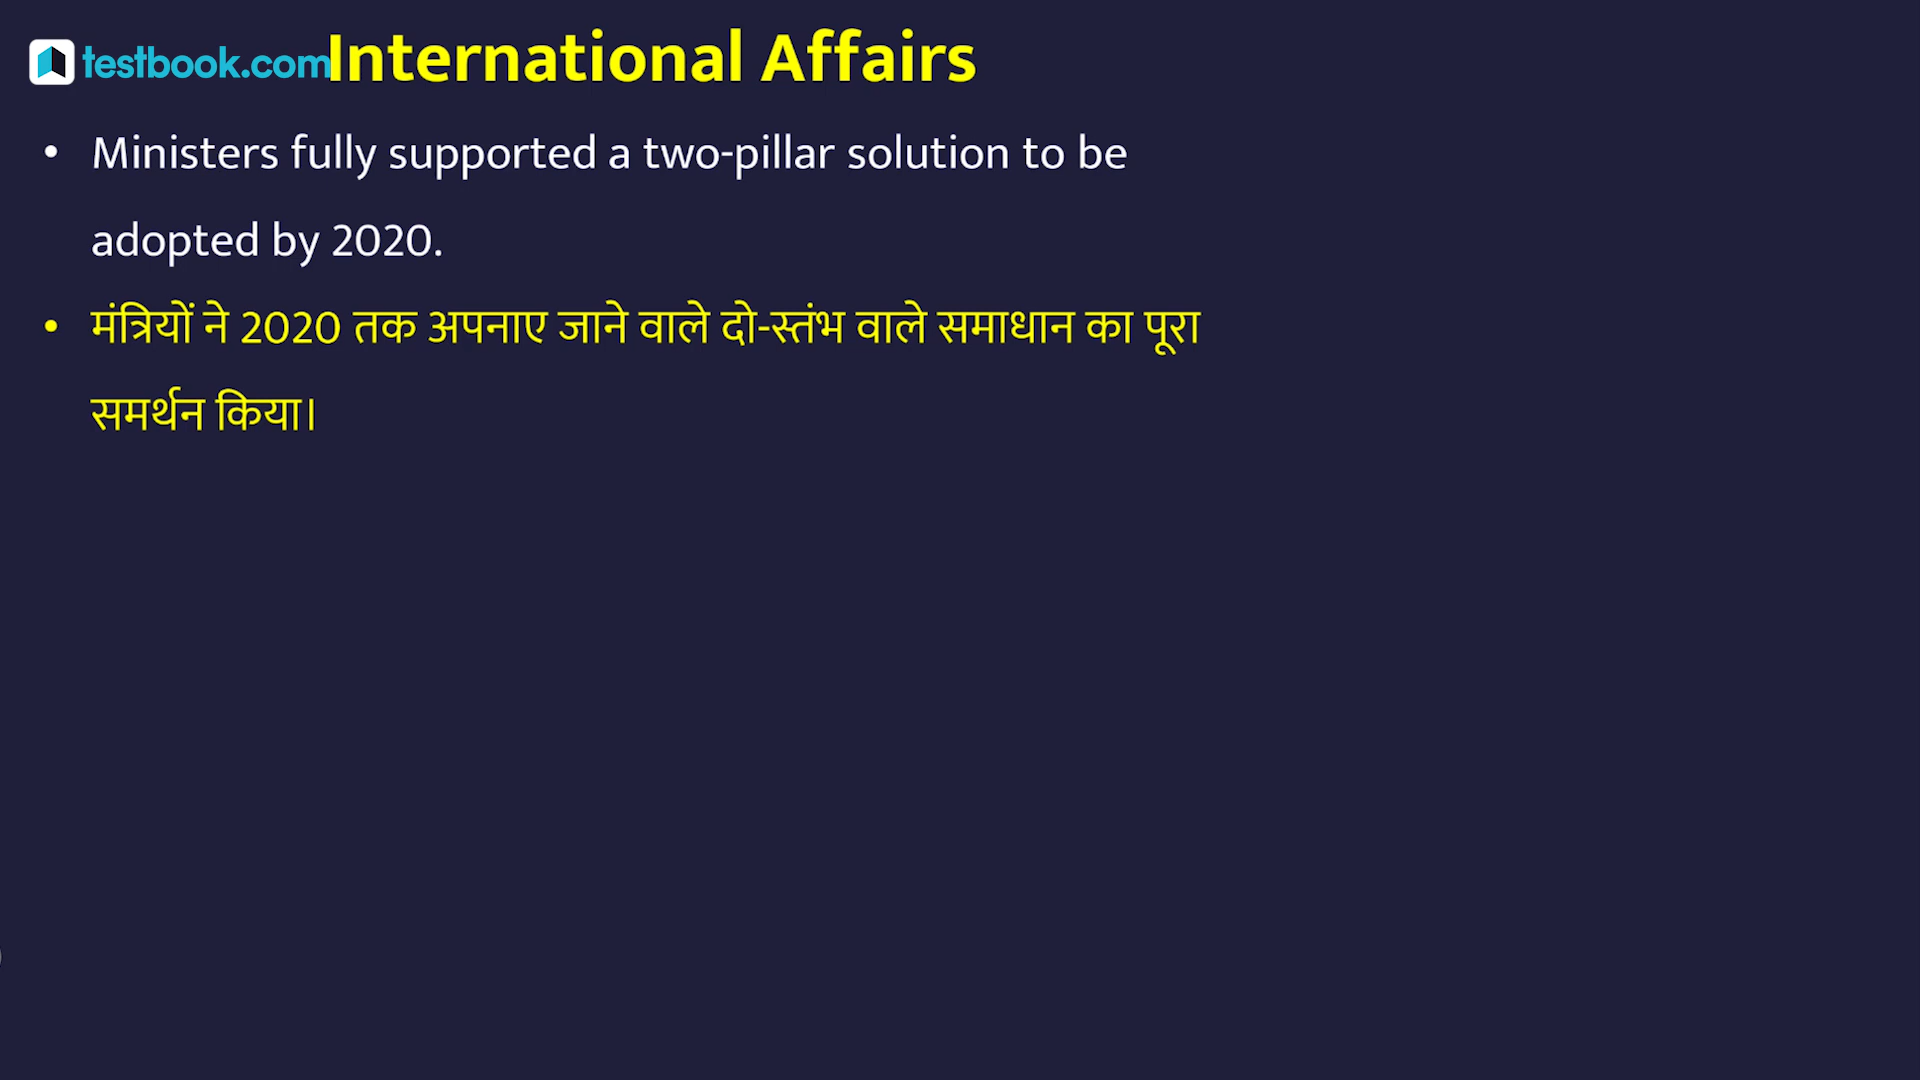 testbook.com International Affairs
• Ministers fully supported a two-pillar solution to be
adopted by 2020.
• मंत्रियों ने 2020 तक अपनाए जाने वाले दो-स्तंभ वाले समाधान का पूरा
समर्थन किया।